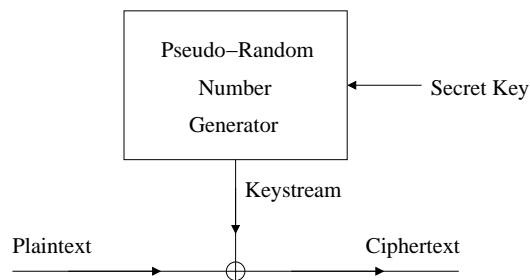 Pseudo−Random
Number
Generator
Secret Key
Keystream
Plaintext
Ciphertext